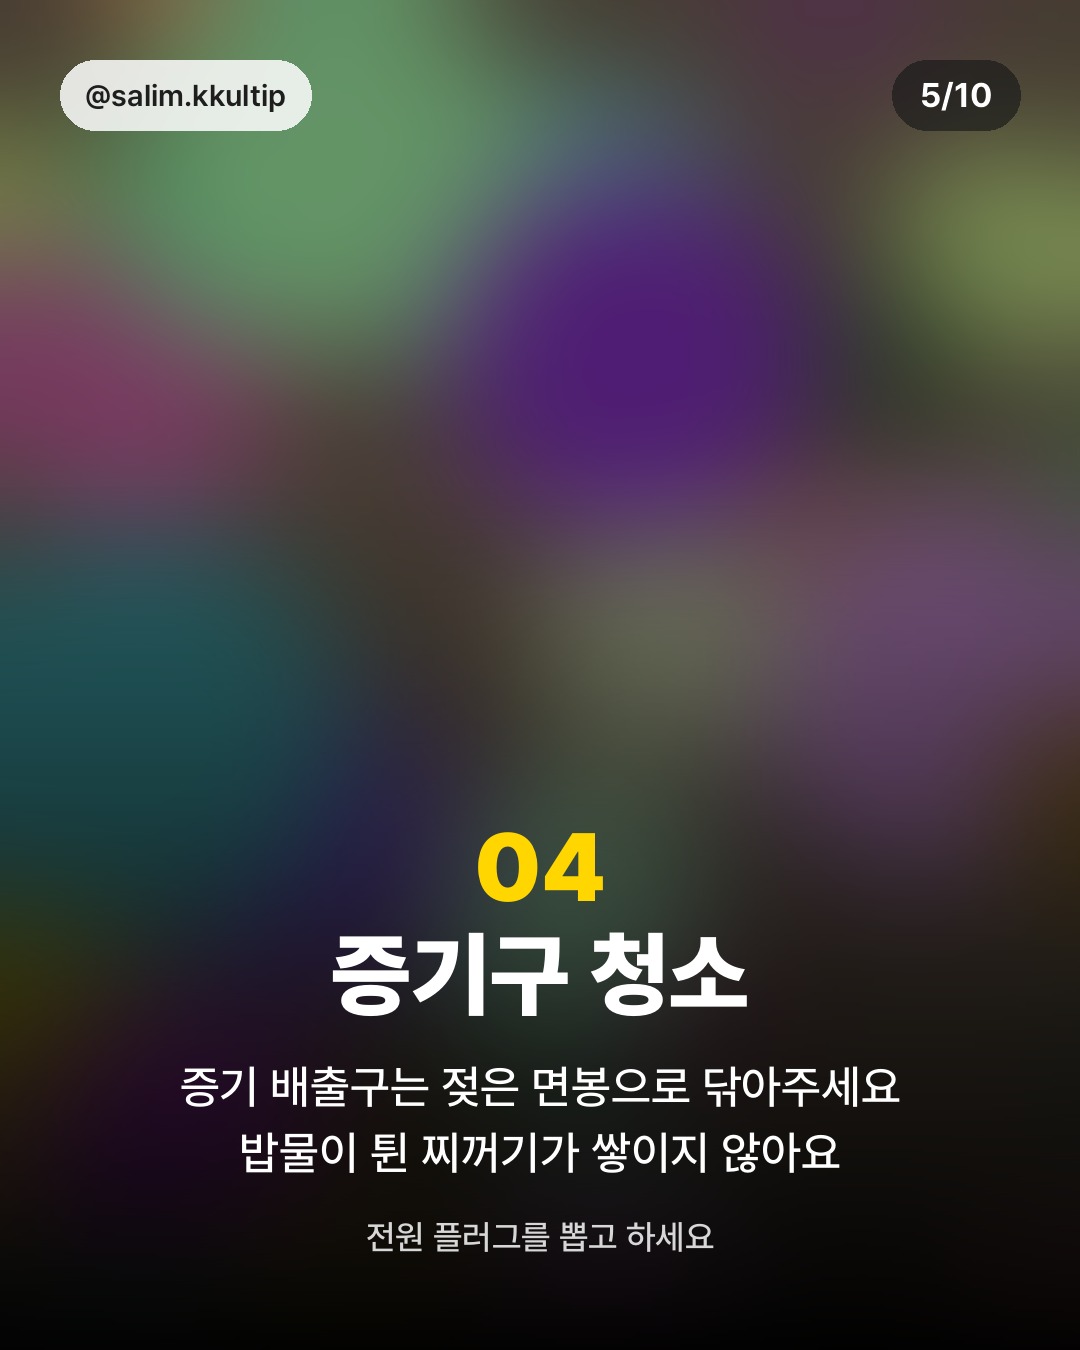 @salim.kkultip
5/10
04
증기구 청소
증기 배출구는 젖은 면봉으로 닦아주세요
밥물이 튄 찌꺼기가 쌓이지 않아요
전원 플러그를 뽑고 하세요